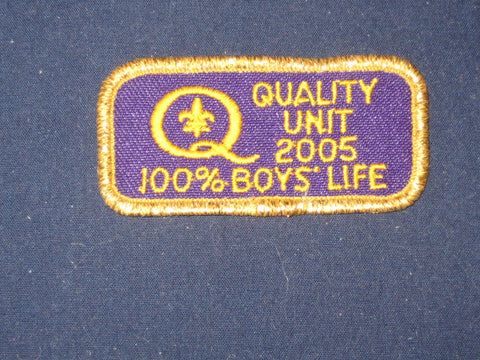 Q QUALITY
UNIT
2005
100% BOYS' LIFE